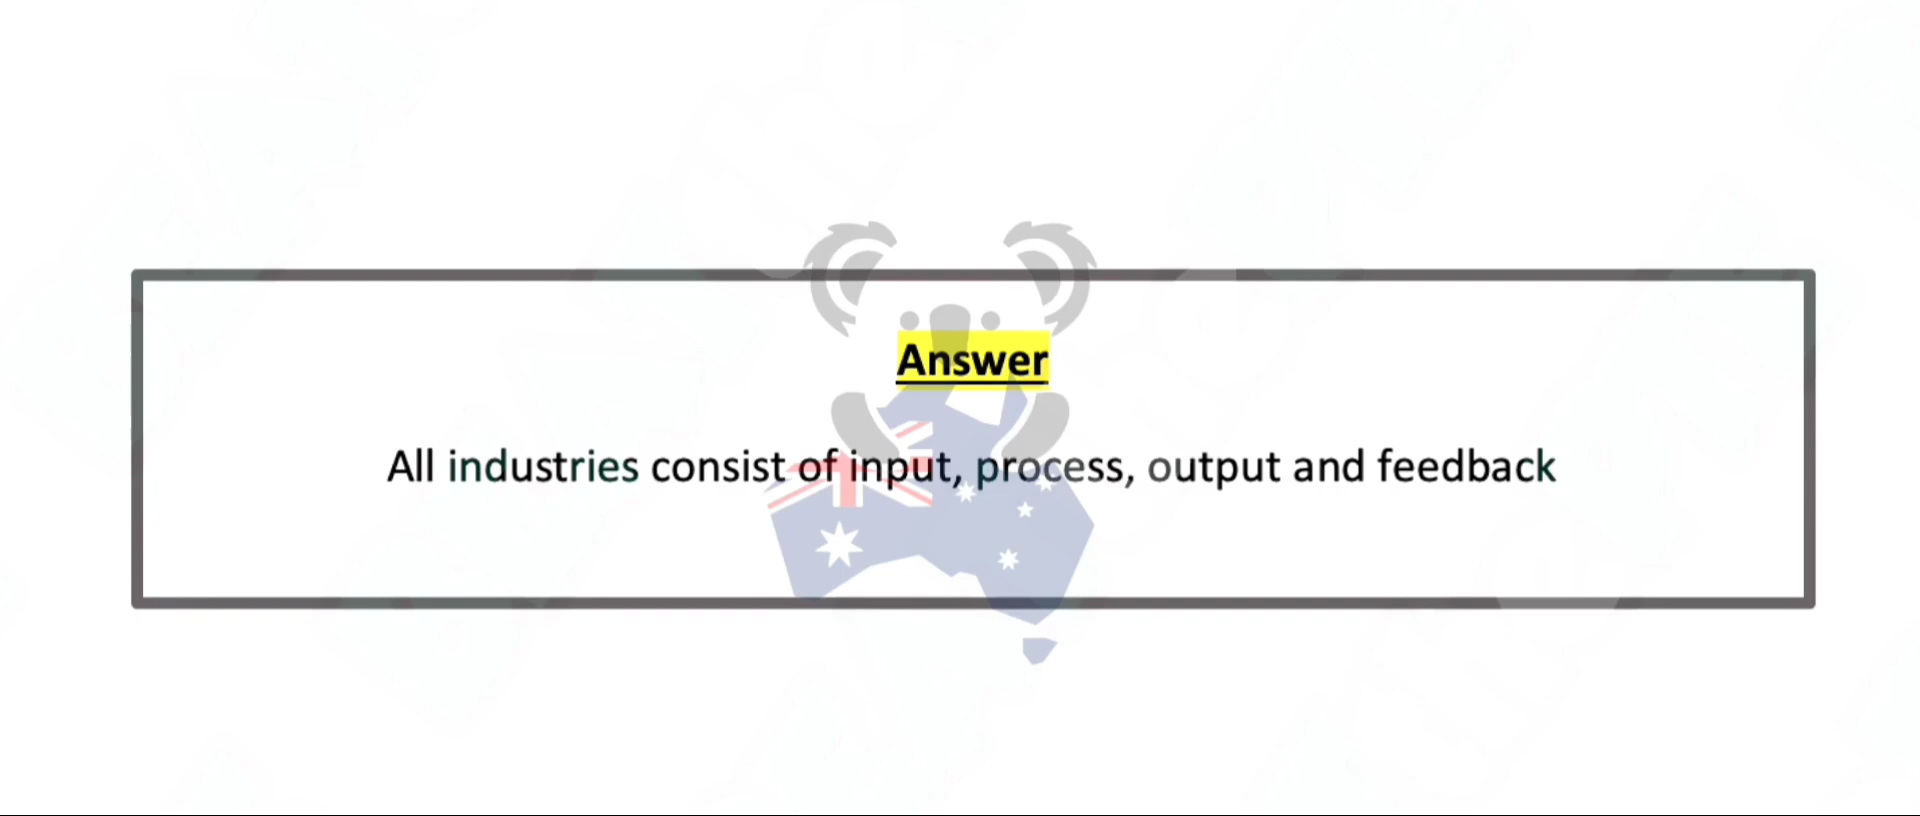 Answer
All industries consist of input, process, output and feedback